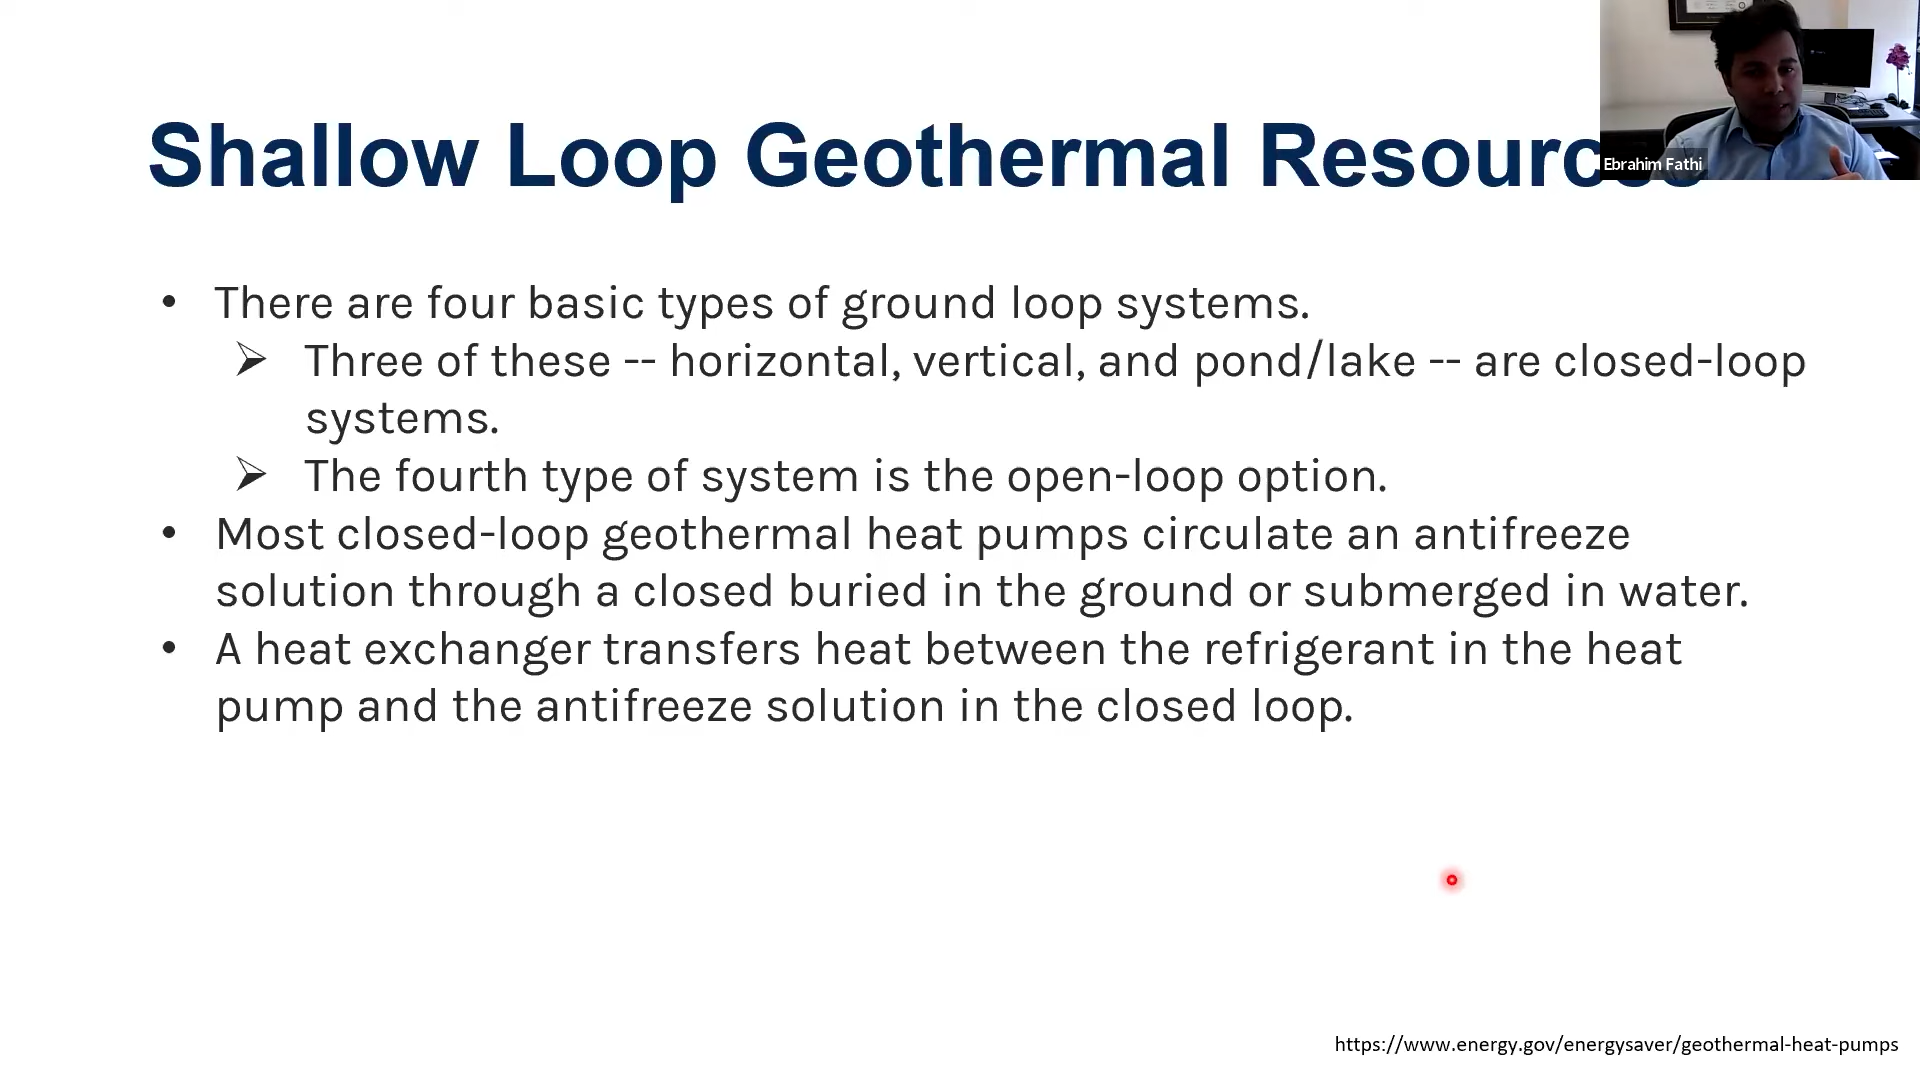 Shallow Loop Geothermal Resources
Ebrahim Fathi
• There are four basic types of ground loop systems.
➢ Three of these -- horizontal, vertical, and pond/lake -- are closed-loop
systems.
➢ The fourth type of system is the open-loop option.
• Most closed-loop geothermal heat pumps circulate an antifreeze
solution through a closed buried in the ground or submerged in water.
• A heat exchanger transfers heat between the refrigerant in the heat
pump and the antifreeze solution in the closed loop.
https://www.energy.gov/energysaver/geothermal-heat-pumps